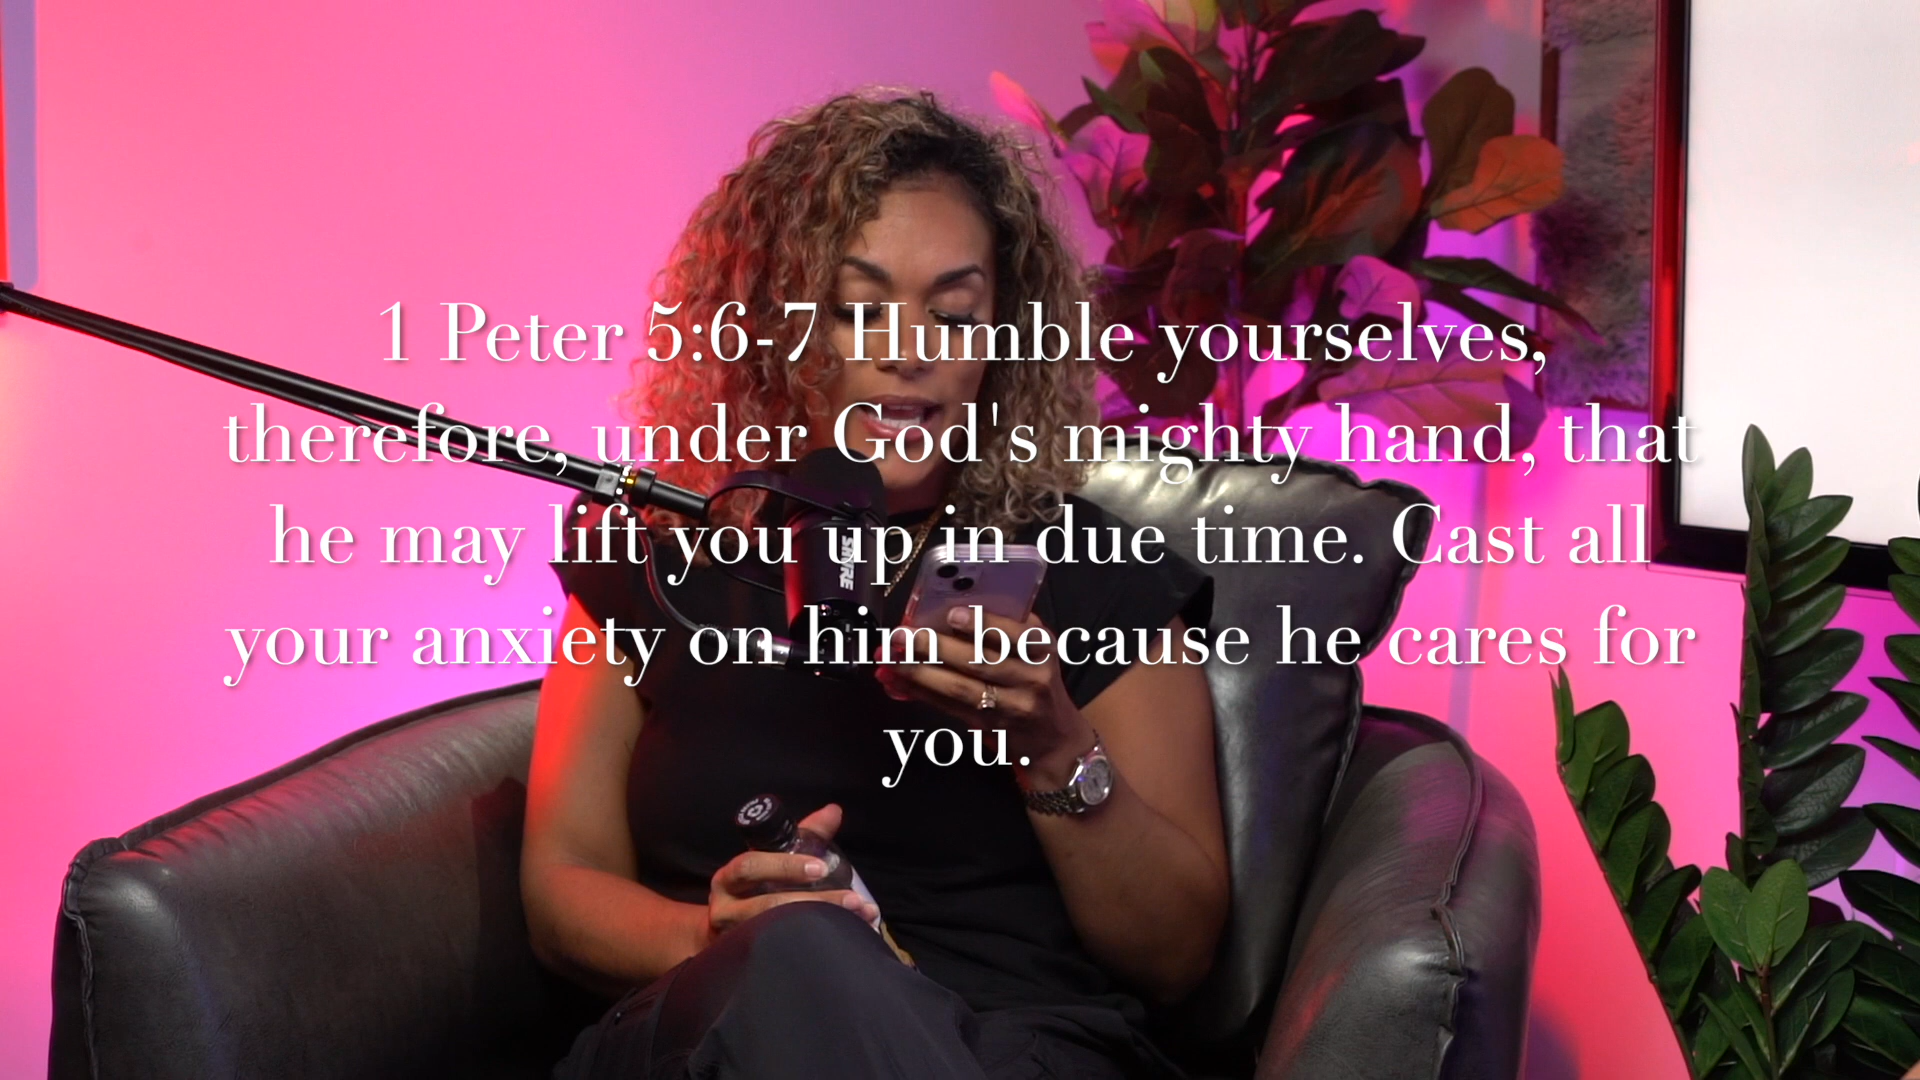 1 Peter 5:6-7 Humble yourselves,
therefore, under God's mighty hand, that
he may lift you up in due time. Cast all
your anxiety on him because he cares for
you.
SHURE